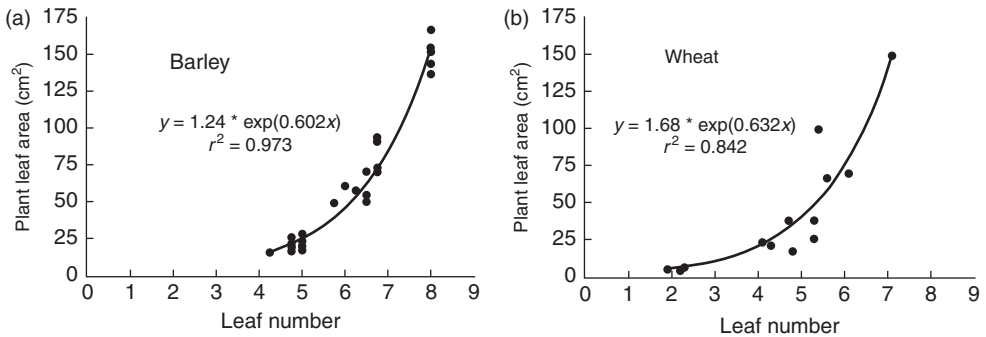 (a)
175
150
125
100
75
50
25
0
Plant leaf area (cm²)
Barley
y = 1.24 * exp(0.602x)
r² = 0.973
0 1 2 3 4 5 6 7 8 9
Leaf number
(b)
175
150
125
100
75
50
25
0
Plant leaf area (cm²)
Wheat
y = 1.68 * exp(0.632x)
r² = 0.842
0 1 2 3 4 5 6 7 8 9
Leaf number